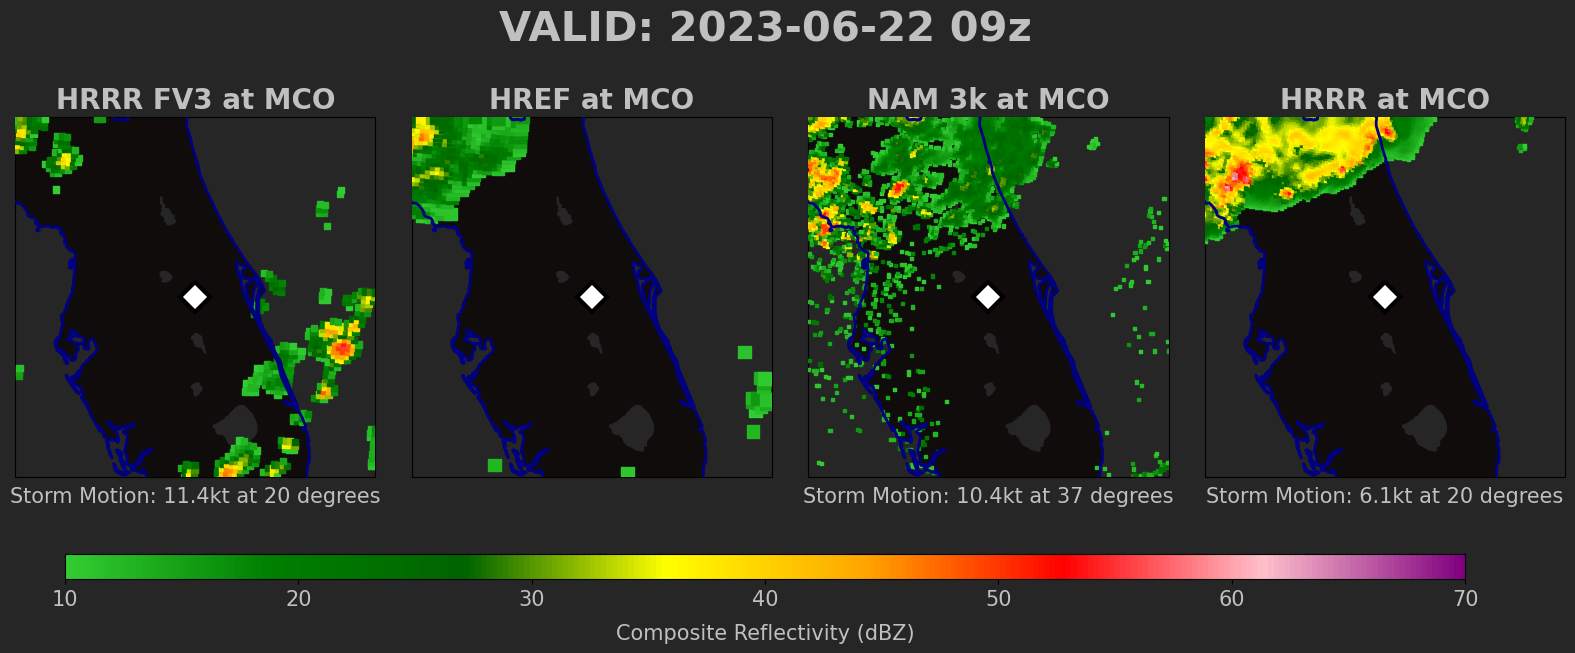 VALID: 2023-06-22 09z
HRRR FV3 at MCO
HREF at MCO
NAM 3k at MCO
HRRR at MCO
Storm Motion: 11.4kt at 20 degrees
Storm Motion: 10.4kt at 37 degrees
Storm Motion: 6.1kt at 20 degrees
10 20 30 40 50 60 70
Composite Reflectivity (dBZ)